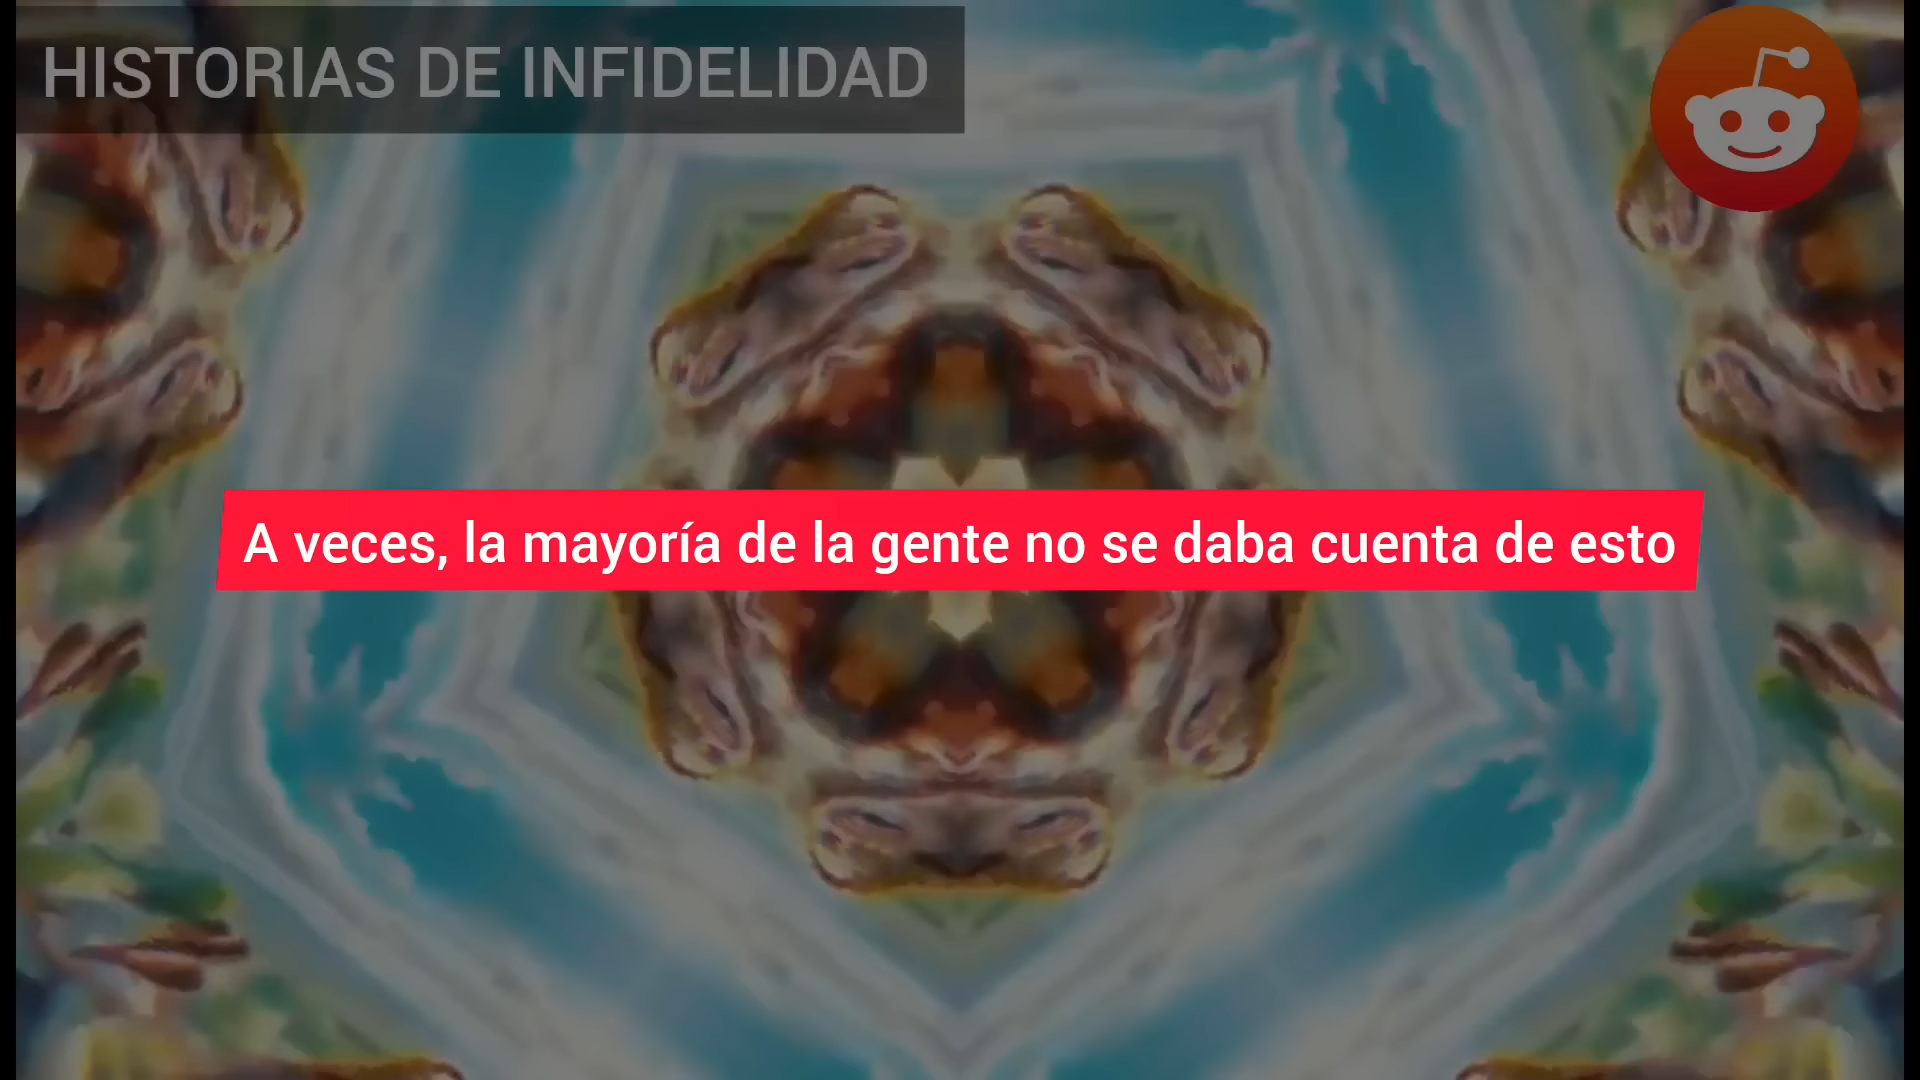 HISTORIAS DE INFIDELIDAD
A veces, la mayoría de la gente no se daba cuenta de esto